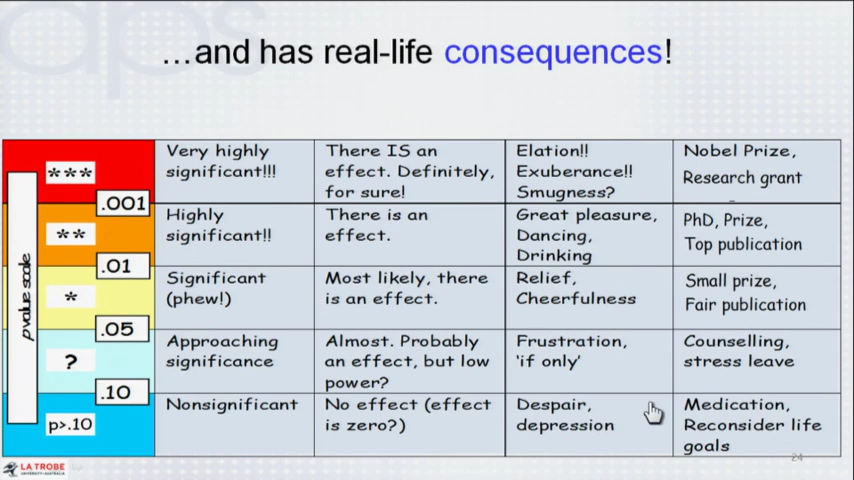 …and has real-life consequences!
p value scale
***
Very highly
significant!!!
There IS an
effect. Definitely,
for sure!
Elation!!
Exuberance!!
Smugness?
Nobel Prize,
Research grant
.001
**
Highly
significant!!
There is an
effect.
Great pleasure,
Dancing,
Drinking
PhD, Prize,
Top publication
.01
*
Significant
(phew!)
Most likely, there
is an effect.
Relief,
Cheerfulness
Small prize,
Fair publication
.05
?
Approaching
significance
Almost. Probably
an effect, but low
power?
Frustration,
'if only'
Counselling,
stress leave
.10
p>.10
Nonsignificant
No effect (effect
is zero?)
Despair,
depression
Medication,
Reconsider life
goals
24
LA TROBE
UNIVERSITY
aps